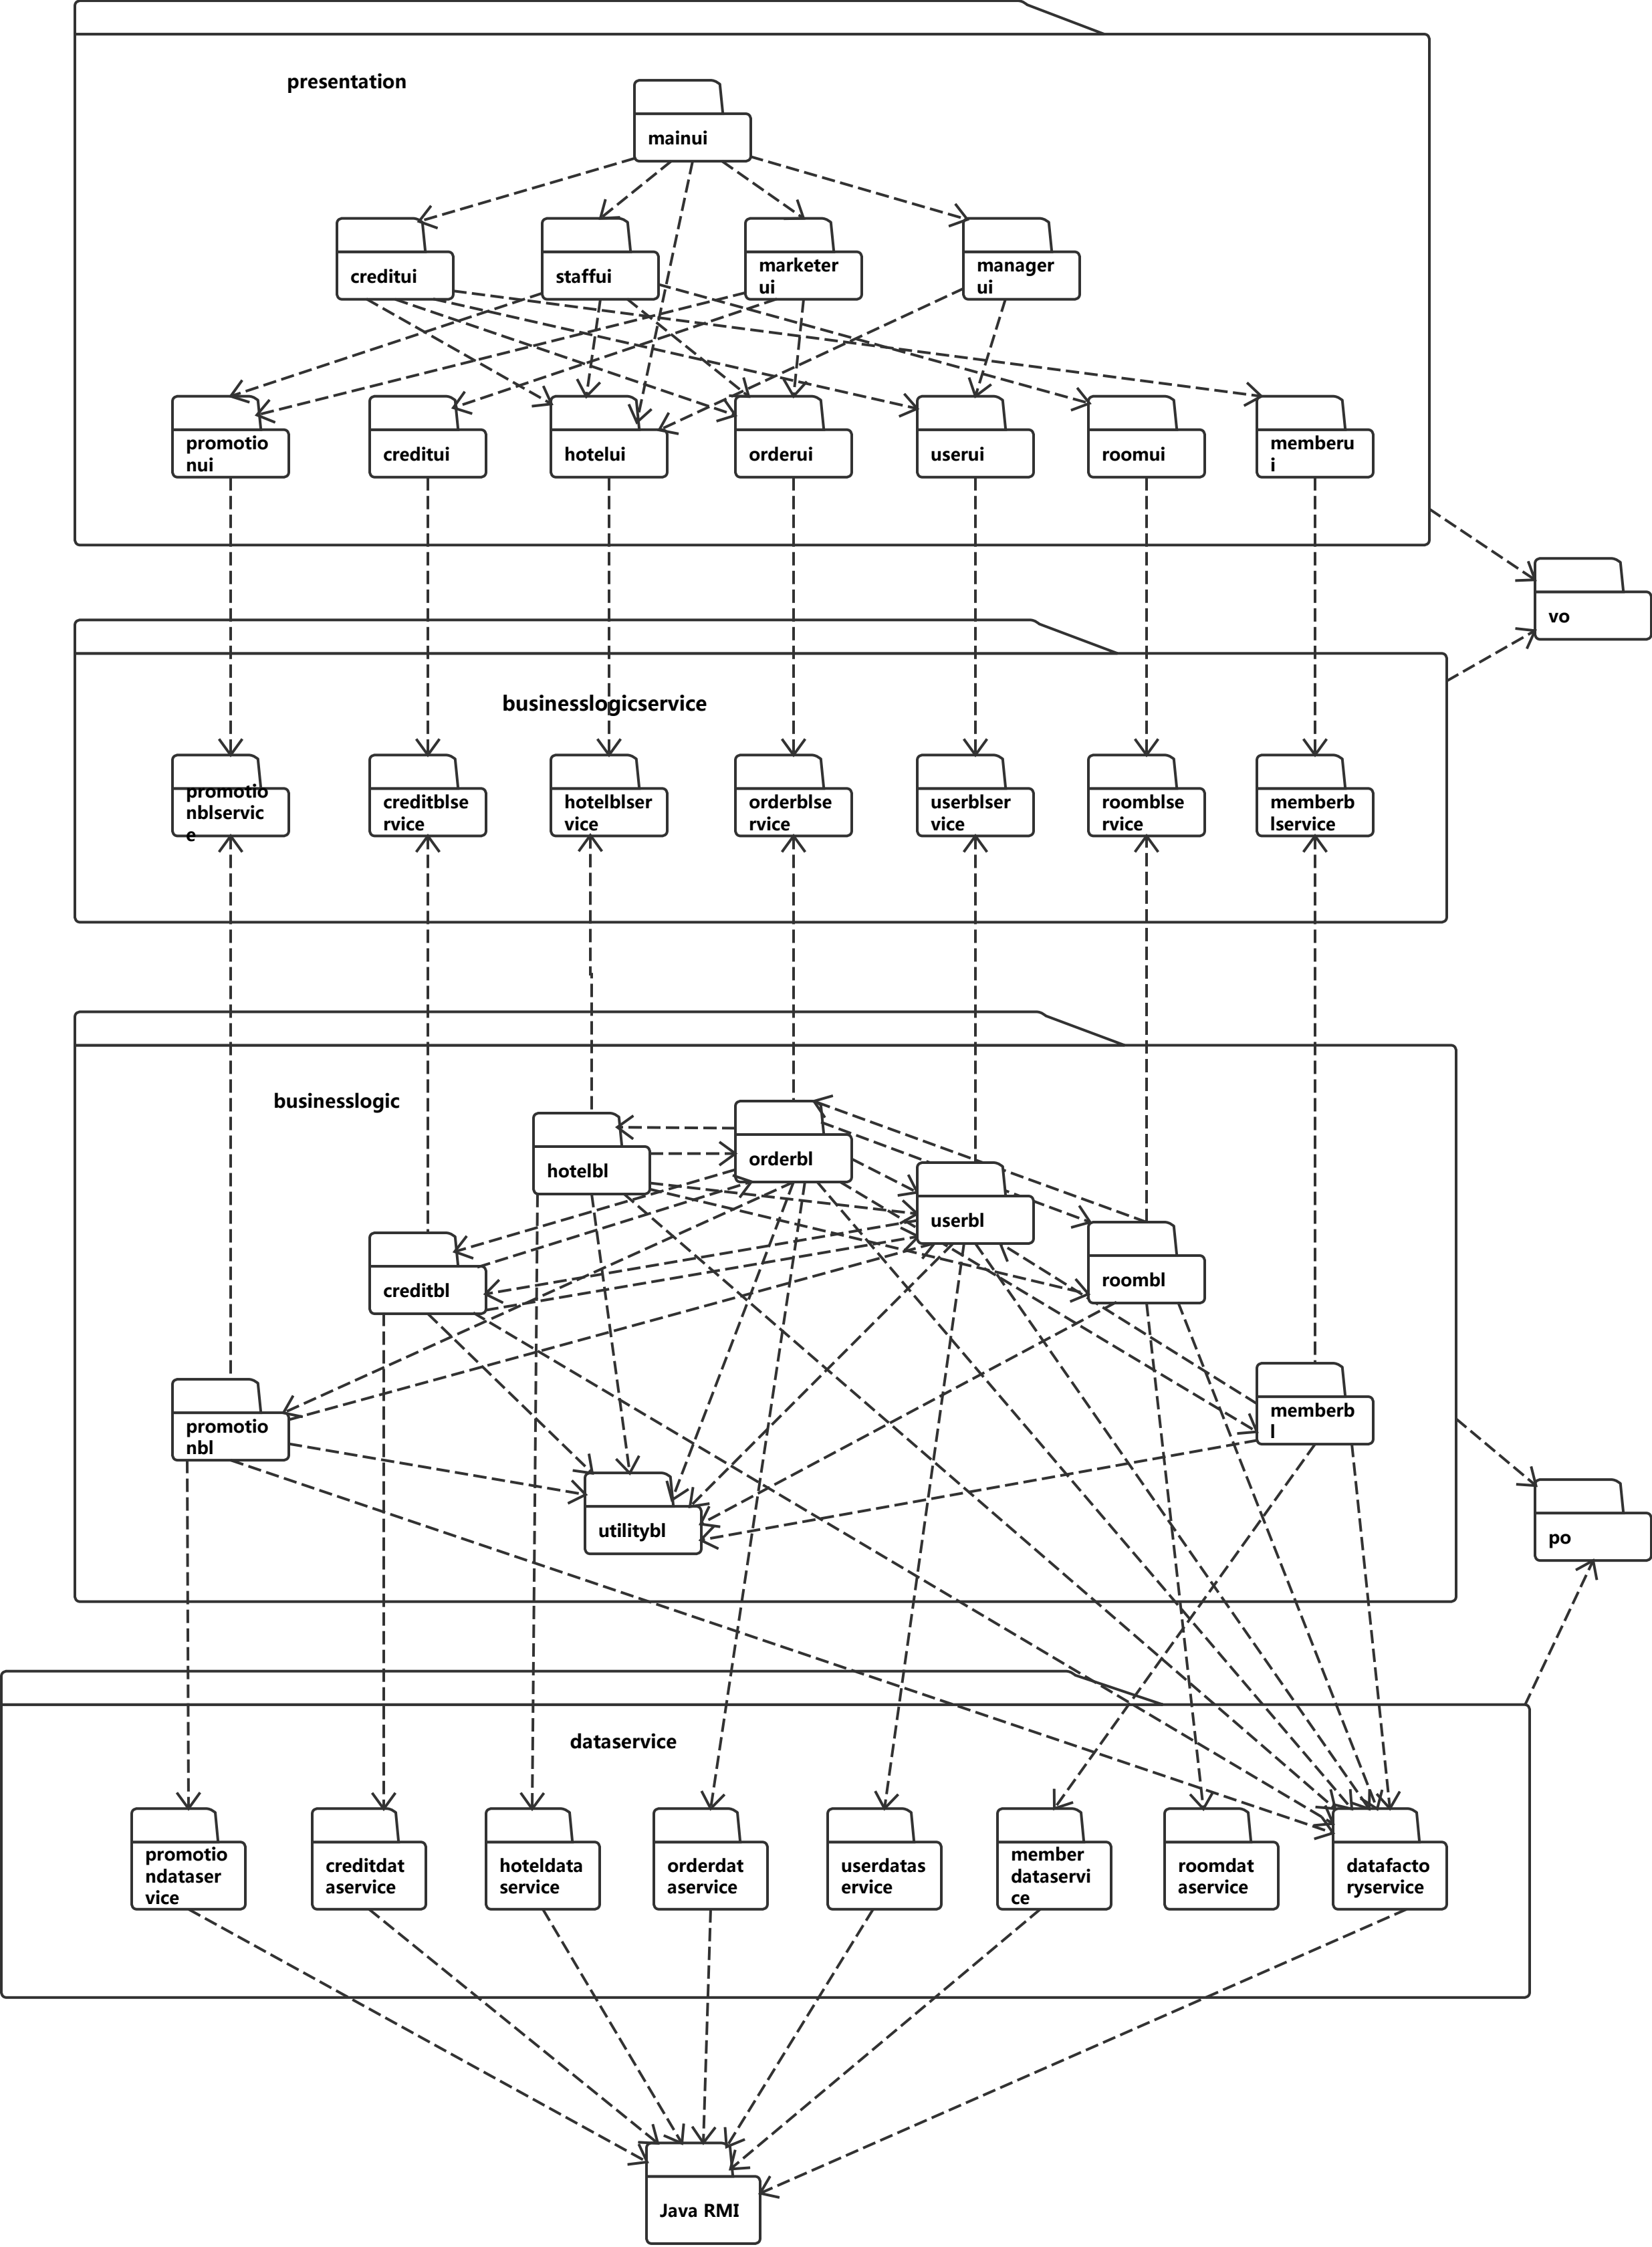 presentation
mainui
creditui
staffui
marketer
ui
manager
ui
promotio
nui
creditui
hotelui
orderui
userui
roomui
memberu
i
vo
businesslogicservice
promotio
nblservic
e
creditblse
rvice
hotelblser
vice
orderblse
rvice
userblser
vice
roomblse
rvice
memberb
lservice
businesslogic
hotelbl
orderbl
userbl
creditbl
roombl
promotio
nbl
memberb
l
utilitybl
po
dataservice
promotio
ndataser
vice
creditdat
aservice
hoteldata
service
orderdat
aservice
userdatas
ervice
member
dataservi
ce
roomdat
aservice
datafacto
ryservice
Java RMI